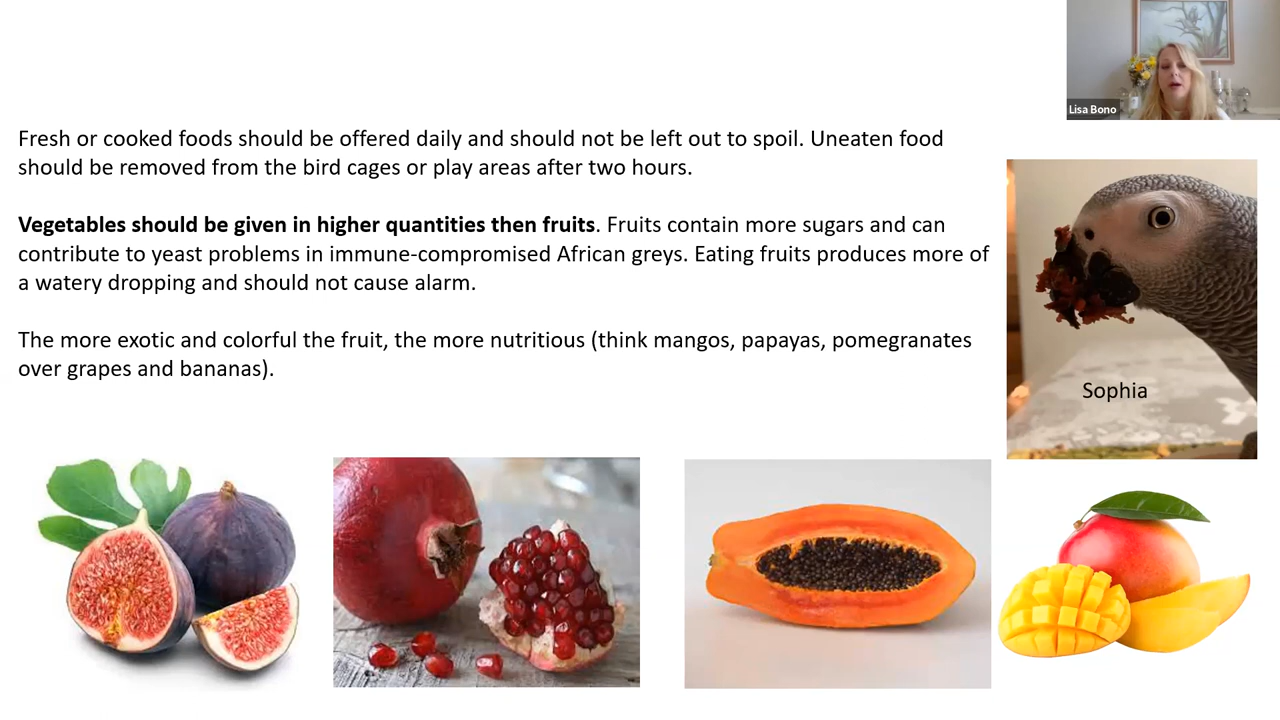 Lisa Bono
Fresh or cooked foods should be offered daily and should not be left out to spoil. Uneaten food
should be removed from the bird cages or play areas after two hours.
Vegetables should be given in higher quantities then fruits. Fruits contain more sugars and can
contribute to yeast problems in immune-compromised African greys. Eating fruits produces more of
a watery dropping and should not cause alarm.
The more exotic and colorful the fruit, the more nutritious (think mangos, papayas, pomegranates
over grapes and bananas).
Sophia